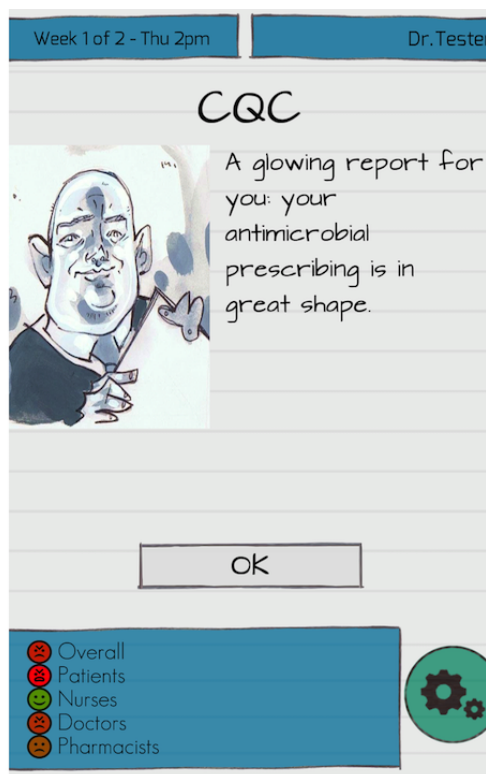 Week 1 of 2 - Thu 2pm
Dr.Tester
CQC
A glowing report for
you: your
antimicrobial
prescribing is in
great shape.
OK
Overall
Patients
Nurses
Doctors
Pharmacists